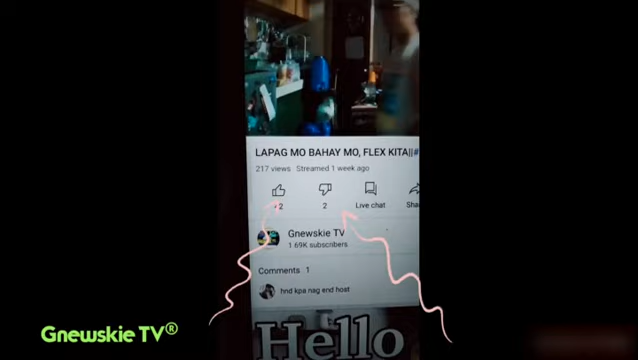 LAPAG MO BAHAY MO, FLEX KITA||#
217 views Streamed 1 week ago
2 2 Live chat Sha
Gnewskie TV
1.69K subscribers
Comments 1
hnd kpa nag end host
Gnewskie TV®
Hello